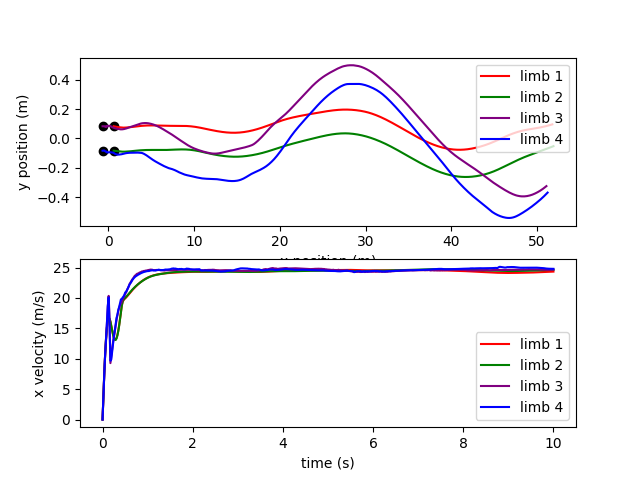 0.4
0.2
0.0
−0.2
−0.4
y position (m)
limb 1
limb 2
limb 3
limb 4
0 10 20 30 40 50
x position (m)
25
20
15
10
5
0
x velocity (m/s)
limb 1
limb 2
limb 3
limb 4
0 2 4 6 8 10
time (s)